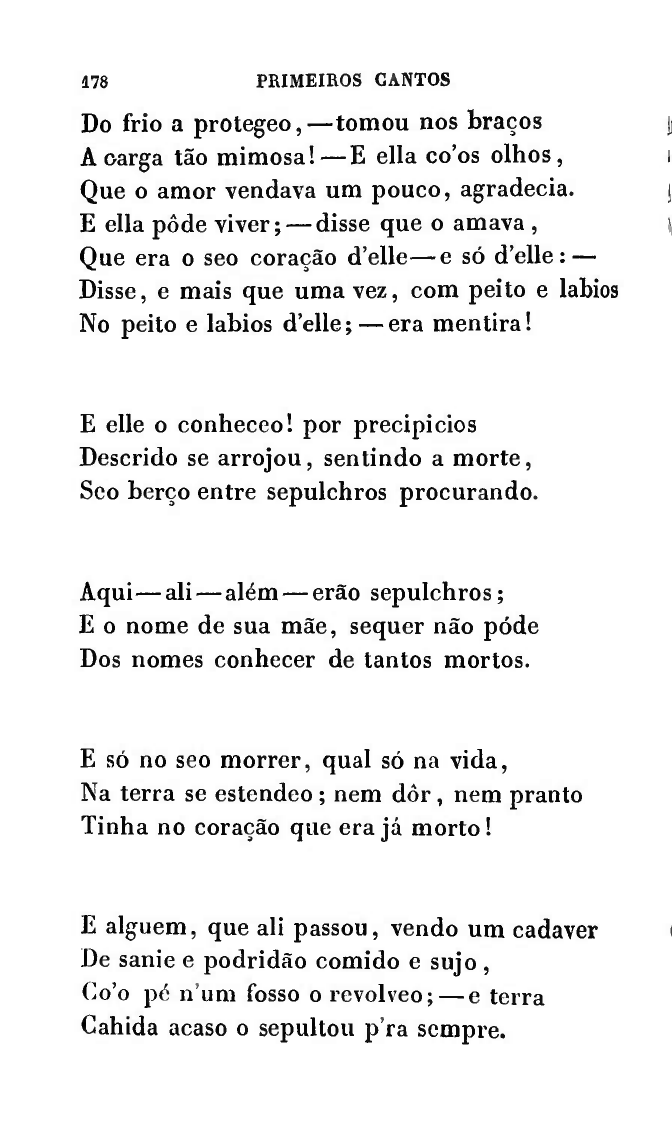 178 PRIMEIROS CANTOS
Do frio a protegeo,—tomou nos braços
A carga tão mimosa!—E ella co'os olhos,
Que o amor vendava um pouco, agradecia.
E ella pôde viver;—disse que o amava,
Que era o seo coração d'elle—e só d'elle:—
Disse, e mais que uma vez, com peito e labios
No peito e labios d'elle;—era mentira!
E elle o conheceo! por precipicios
Descrido se arrojou, sentindo a morte,
Seo berço entre sepulchros procurando.
Aqui—ali—além—erão sepulchros;
E o nome de sua mãe, sequer não póde
Dos nomes conhecer de tantos mortos.
E só no seo morrer, qual só na vida,
Na terra se estendeo; nem dôr, nem pranto
Tinha no coração que era já morto!
E alguem, que ali passou, vendo um cadaver
De sanie e podridão comido e sujo,
Co'o pé n'um fosso o revolveo;—e terra
Cahida acaso o sepultou p'ra sempre.